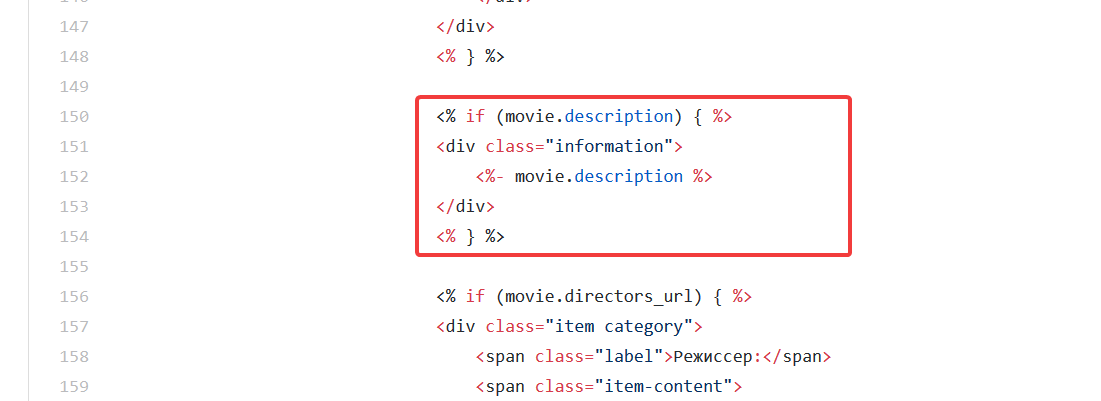 147 </div>
148 <% } %>
149
150 <% if (movie.description) { %>
151 <div class="information">
152 <%- movie.description %>
153 </div>
154 <% } %>
155
156 <% if (movie.directors_url) { %>
157 <div class="item category">
158 <span class="label">Режиссер:</span>
159 <span class="item-content">